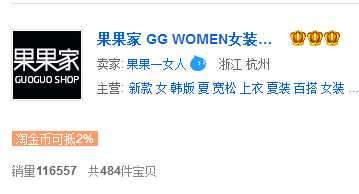 果果家
GUOGUO SHOP
果果家 GG WOMEN女装…
卖家: 果果一女人 浙江 杭州
主营: 新款 女 韩版 夏 宽松 上衣 夏装 百搭 女装 …
淘金币可抵2%
销量116557 共484件宝贝